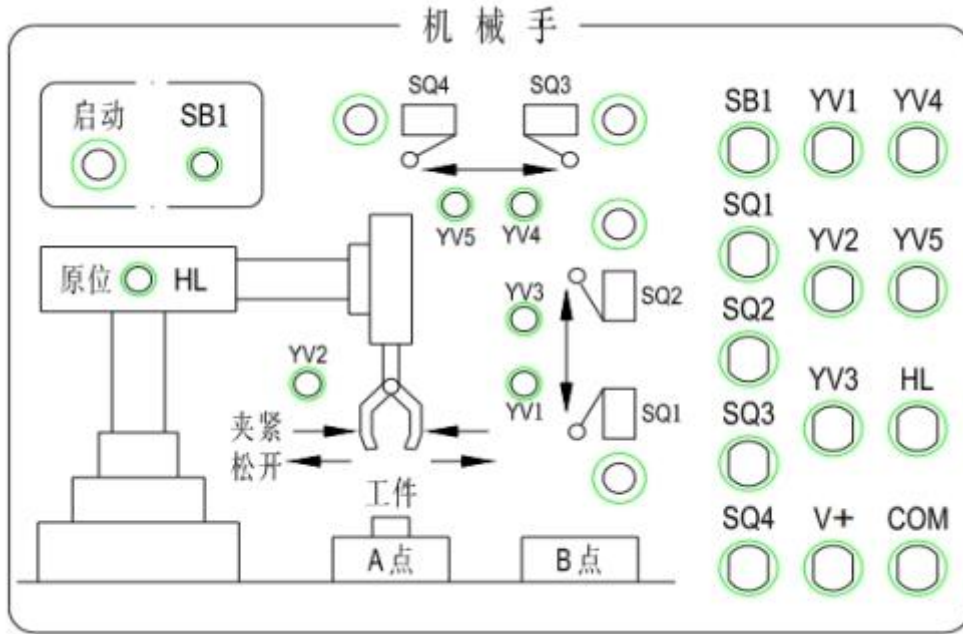 机械手
启动 SB1
SQ4 SQ3
YV5 YV4
原位 HL
YV3
SQ2
YV2
YV1
SQ1
夹紧
松开
工件
A点 B点
SB1 YV1 YV4
SQ1
YV2 YV5
SQ2
YV3 HL
SQ3
SQ4 V+ COM